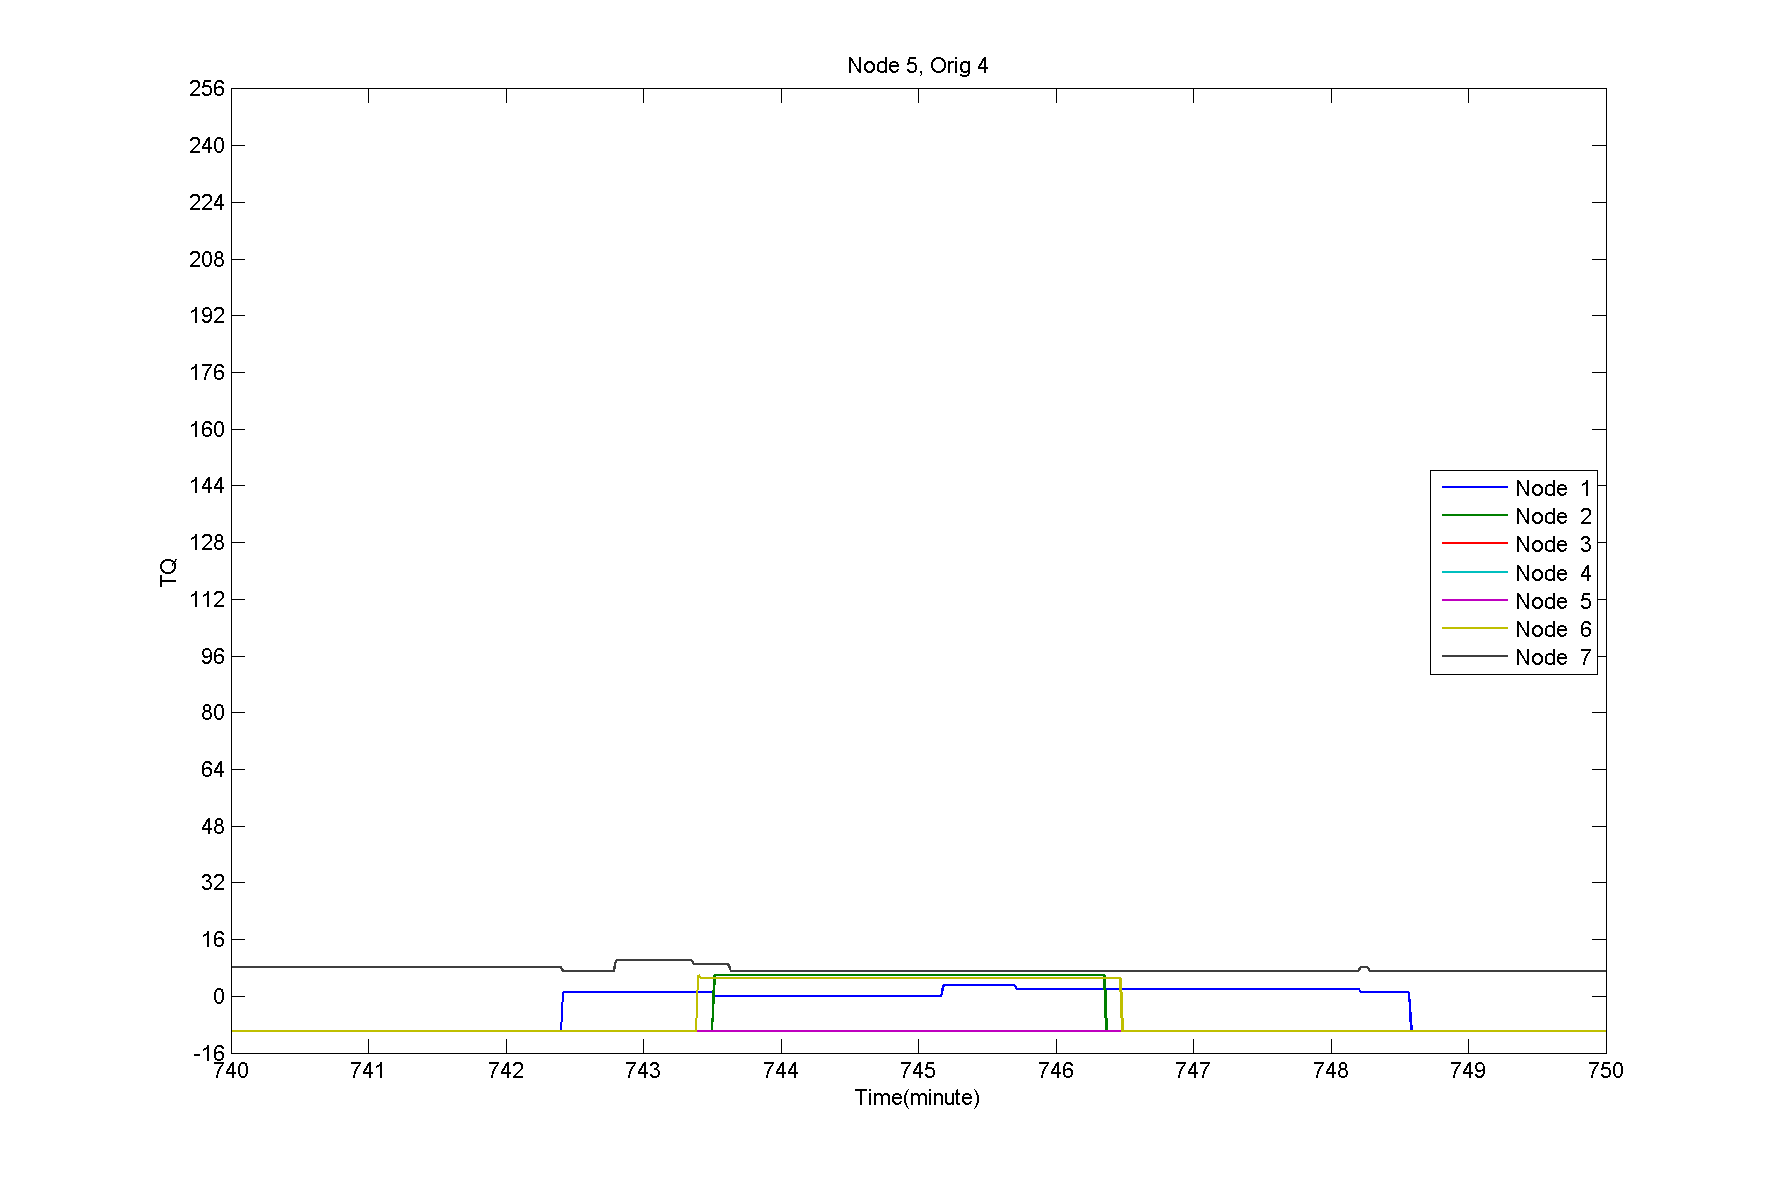 Node 5, Orig 4
256
240
224
208
192
176
160
144
128
112
96
80
64
48
32
16
0
-16
TQ
Node 1
Node 2
Node 3
Node 4
Node 5
Node 6
Node 7
740 741 742 743 744 745 746 747 748 749 750
Time(minute)